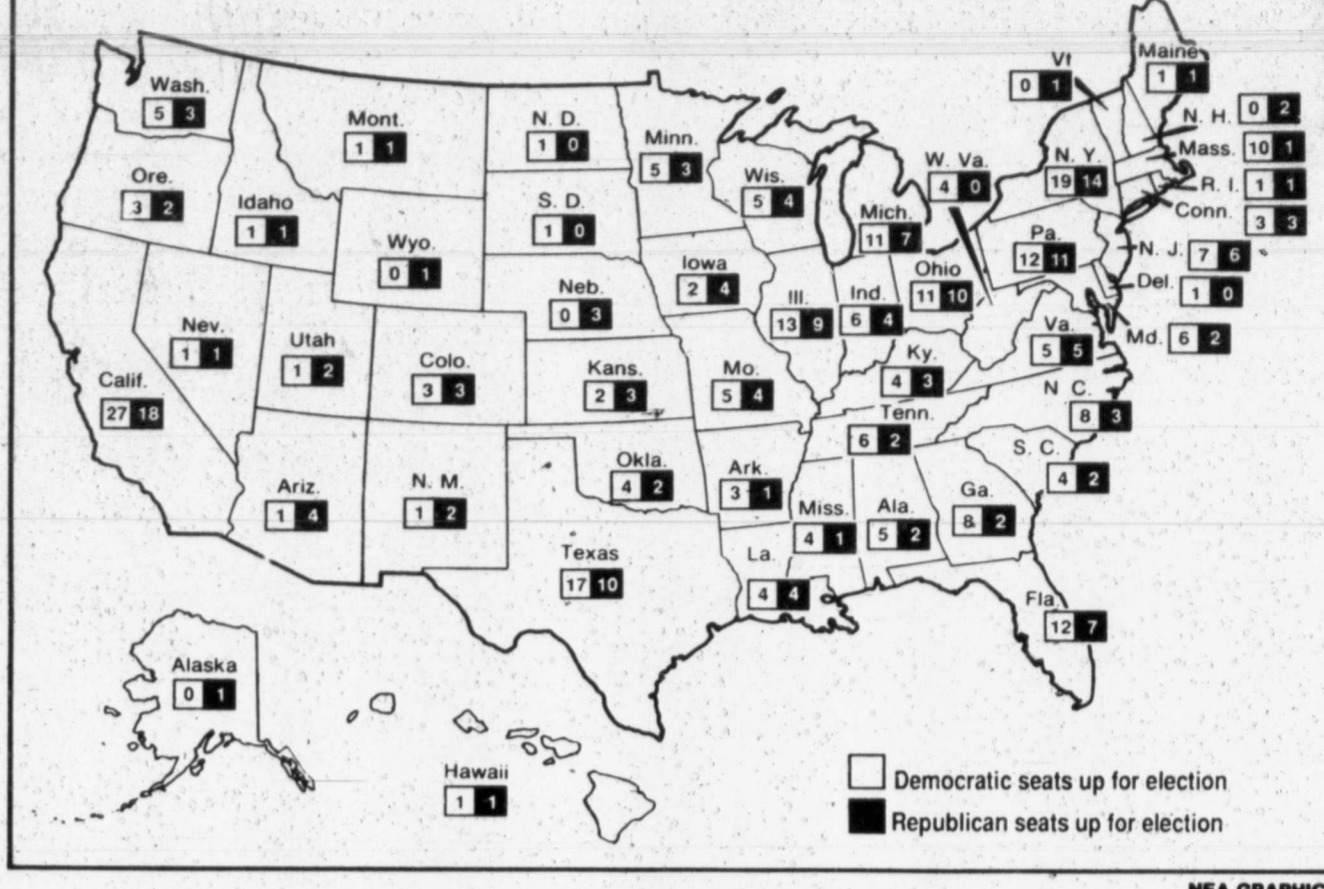 Wash.
5 3
Ore.
3 2
Idaho
1 1
Mont.
1 1
Wyo.
0 1
N. D.
1 0
S. D.
1 0
Neb.
0 3
Kans.
2 3
Minn.
5 3
Iowa
2 4
Mo.
5 4
Wis.
5 4
Ill.
13 9
Mich.
11 7
Ind.
6 4
Ohio
11 10
W. Va.
4 0
Ky.
4 3
Tenn.
6 2
Vt
0 1
Maine
1 1
N. H.
0 2
Mass.
10 1
R. I.
1 1
Conn.
3 3
N. Y.
19 14
Pa.
12 11
N. J.
7 6
Del.
1 0
Md.
6 2
Va.
5 5
N C.
8 3
S. C.
4 2
Ga.
8 2
Fla.
12 7
Ala.
5 2
Miss.
4 1
La.
4 4
Ark.
3 1
Okla.
4 2
Texas
17 10
N. M.
1 2
Colo.
3 3
Utah
1 2
Ariz.
1 4
Nev.
1 1
Calif.
27 18
Alaska
0 1
Hawaii
1 1
Democratic seats up for election
Republican seats up for election
NEA GRAPHIC